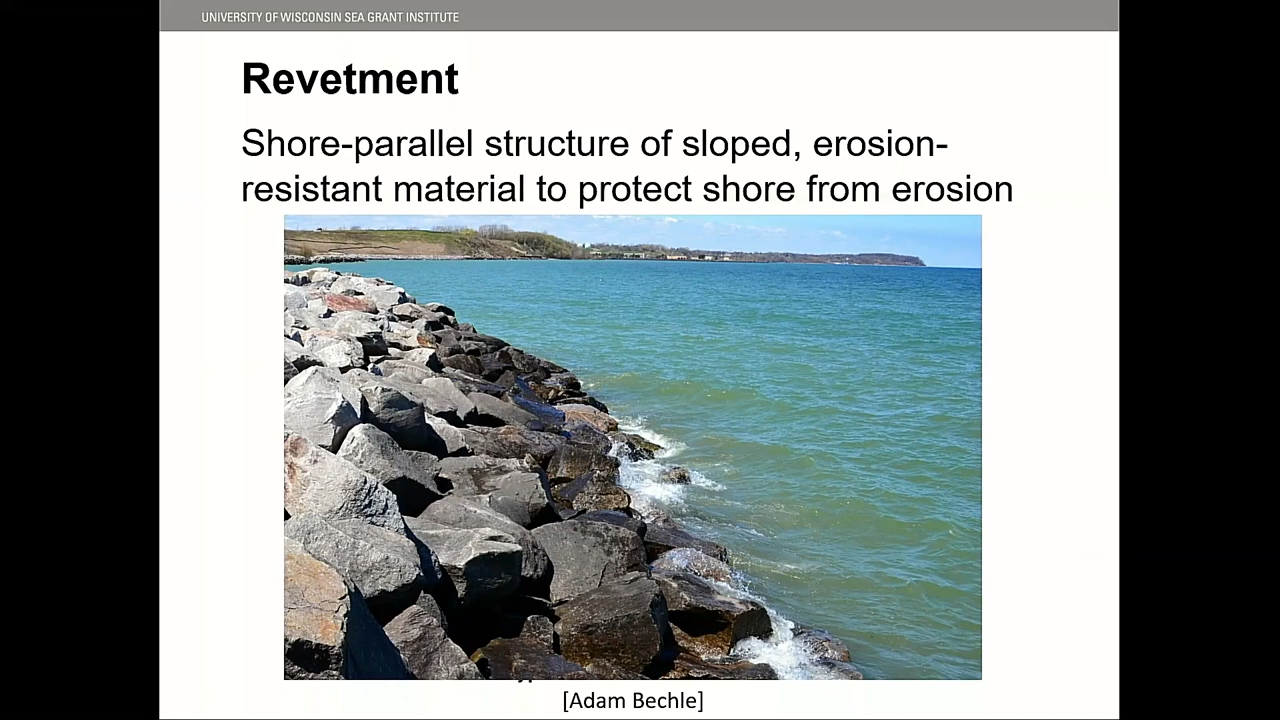 UNIVERSITY OF WISCONSIN SEA GRANT INSTITUTE
Revetment
Shore-parallel structure of sloped, erosion-
resistant material to protect shore from erosion
[Adam Bechle]